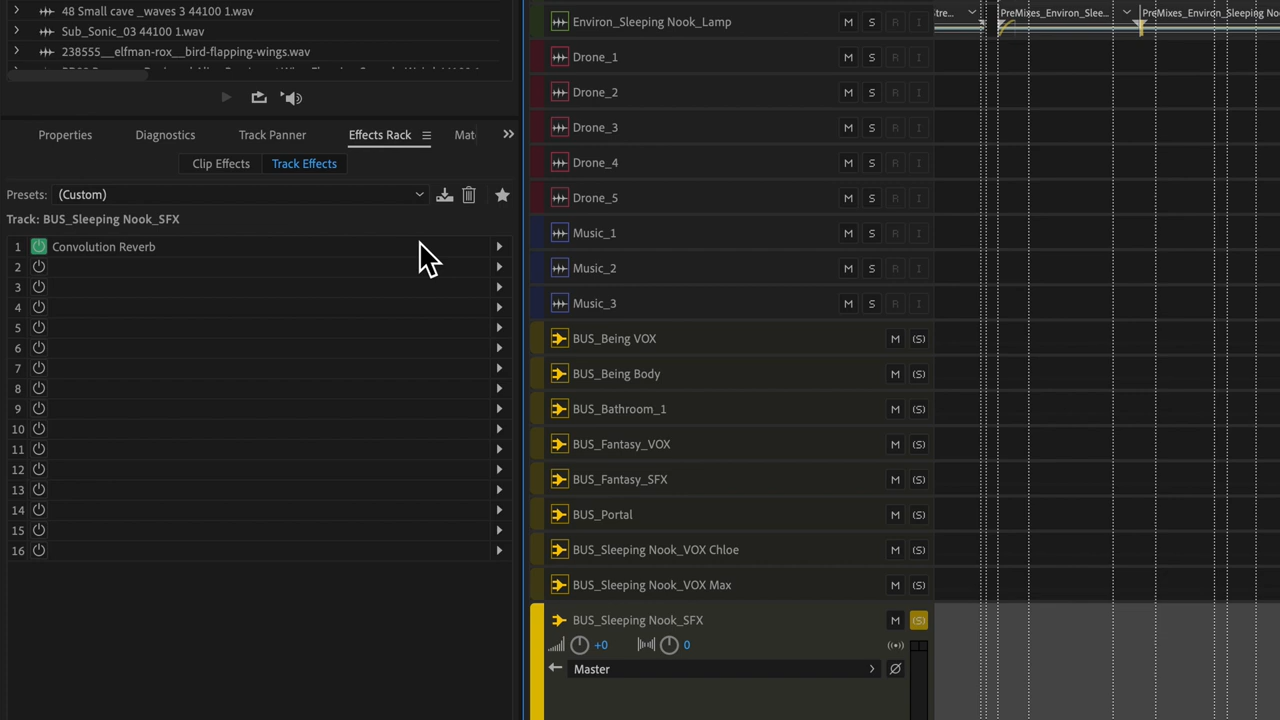 48 Small cave _waves 3 44100 1.wav
Sub_Sonic_03 44100 1.wav
238555__elfman-rox__bird-flapping-wings.wav
Properties
Diagnostics
Track Panner
Effects Rack
Mat
Clip Effects
Track Effects
Presets: (Custom)
Track: BUS_Sleeping Nook_SFX
1 Convolution Reverb
2
3
4
5
6
7
8
9
10
11
12
13
14
15
16
Environ_Sleeping Nook_Lamp M S R I
Drone_1 M S R I
Drone_2 M S R I
Drone_3 M S R I
Drone_4 M S R I
Drone_5 M S R I
Music_1 M S R I
Music_2 M S R I
Music_3 M S R I
BUS_Being VOX M (S)
BUS_Being Body M (S)
BUS_Bathroom_1 M (S)
BUS_Fantasy_VOX M (S)
BUS_Fantasy_SFX M (S)
BUS_Portal M (S)
BUS_Sleeping Nook_VOX Chloe M (S)
BUS_Sleeping Nook_VOX Max M (S)
BUS_Sleeping Nook_SFX M (S)
+0 0
Master
tre...
PreMixes_Environ_Slee...
PreMixes_Environ_Sleeping No